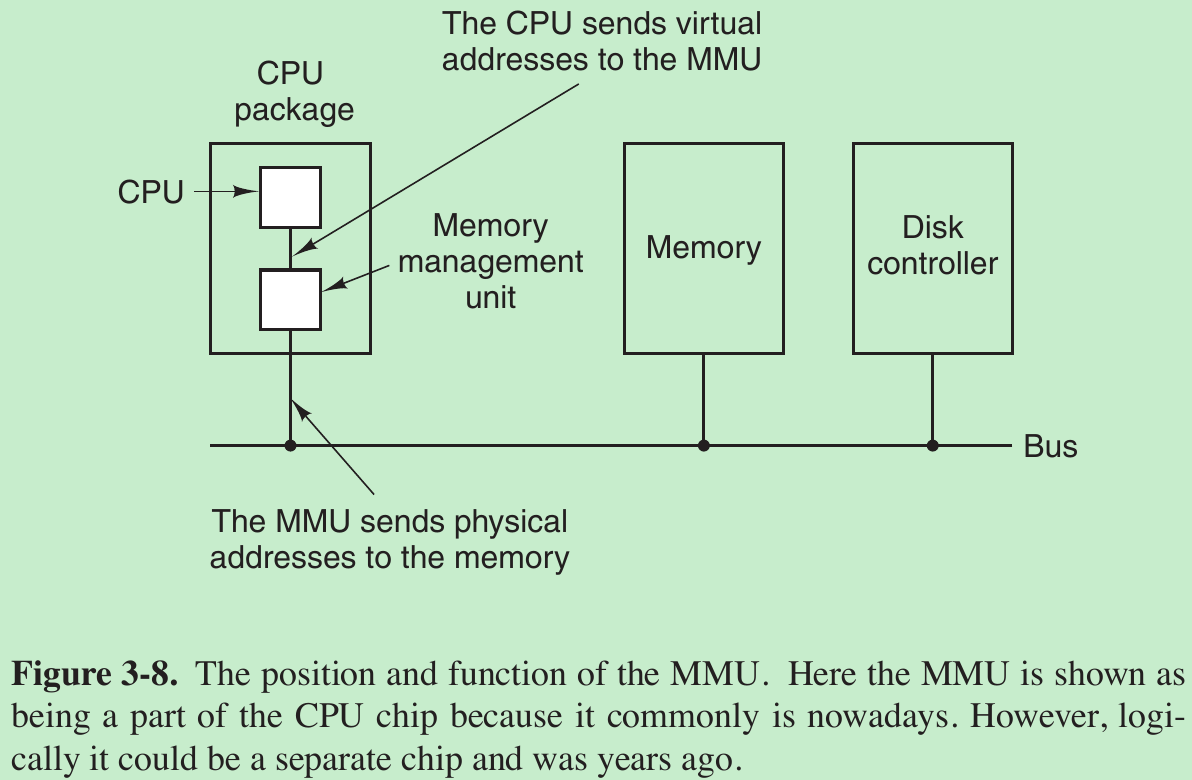 The CPU sends virtual
addresses to the MMU
CPU
package
CPU
Memory
management
unit
Memory
Disk
controller
Bus
The MMU sends physical
addresses to the memory
Figure 3-8. The position and function of the MMU. Here the MMU is shown as
being a part of the CPU chip because it commonly is nowadays. However, logi-
cally it could be a separate chip and was years ago.